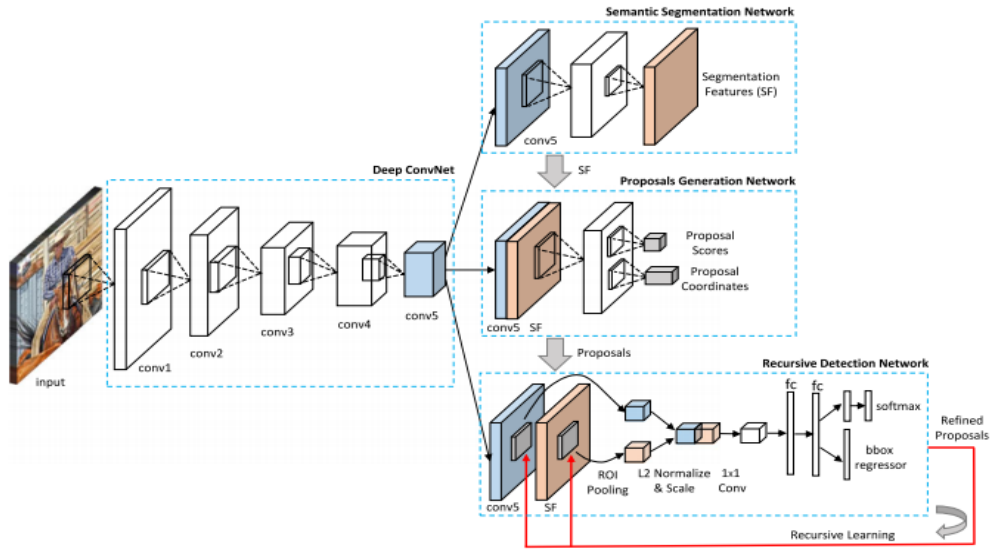 Semantic Segmentation Network
Segmentation
Features (SF)
conv5
SF
Deep ConvNet
input
conv1
conv2
conv3
conv4
conv5
Proposals Generation Network
Proposal
Scores
Proposal
Coordinates
conv5 SF
Proposals
Recursive Detection Network
fc fc
softmax
bbox
regressor
ROI
Pooling
L2 Normalize
& Scale
1x1
Conv
conv5 SF
Refined
Proposals
Recursive Learning